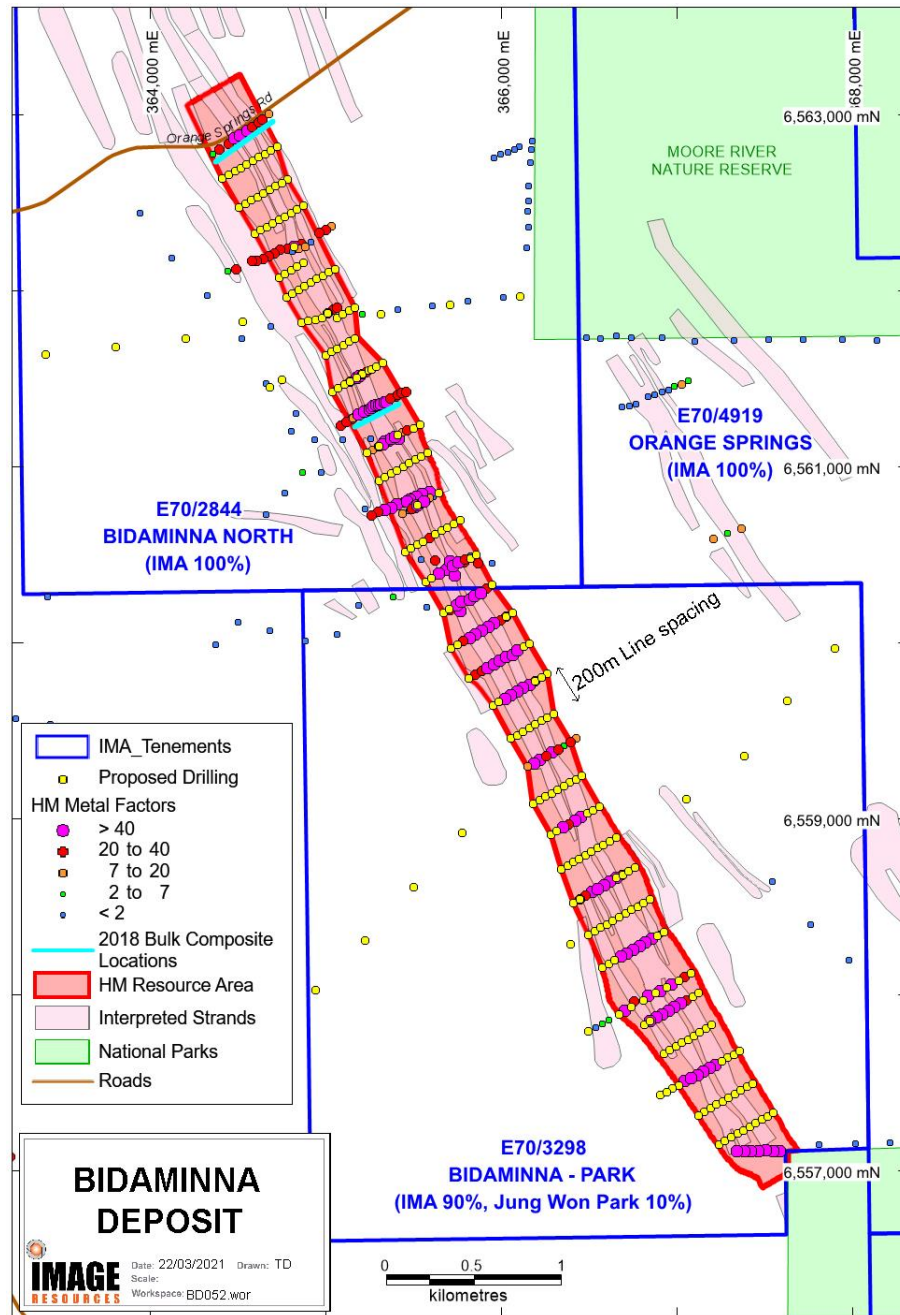 364,000 mE
366,000 mE
368,000 mE
6,563,000 mN
Orange Springs Rd
MOORE RIVER
NATURE RESERVE
E70/4919
ORANGE SPRINGS
(IMA 100%)
6,561,000 mN
E70/2844
BIDAMINNA NORTH
(IMA 100%)
200m Line spacing
IMA_Tenements
Proposed Drilling
HM Metal Factors
> 40
20 to 40
7 to 20
2 to 7
< 2
2018 Bulk Composite
Locations
HM Resource Area
Interpreted Strands
National Parks
Roads
6,559,000 mN
E70/3298
BIDAMINNA - PARK
(IMA 90%, Jung Won Park 10%)
6,557,000 mN
BIDAMINNA
DEPOSIT
IMAGE
RESOURCES
Date: 22/03/2021 Drawn: TD
Scale:
Workspace: BD052.wor
0 0.5 1
kilometres